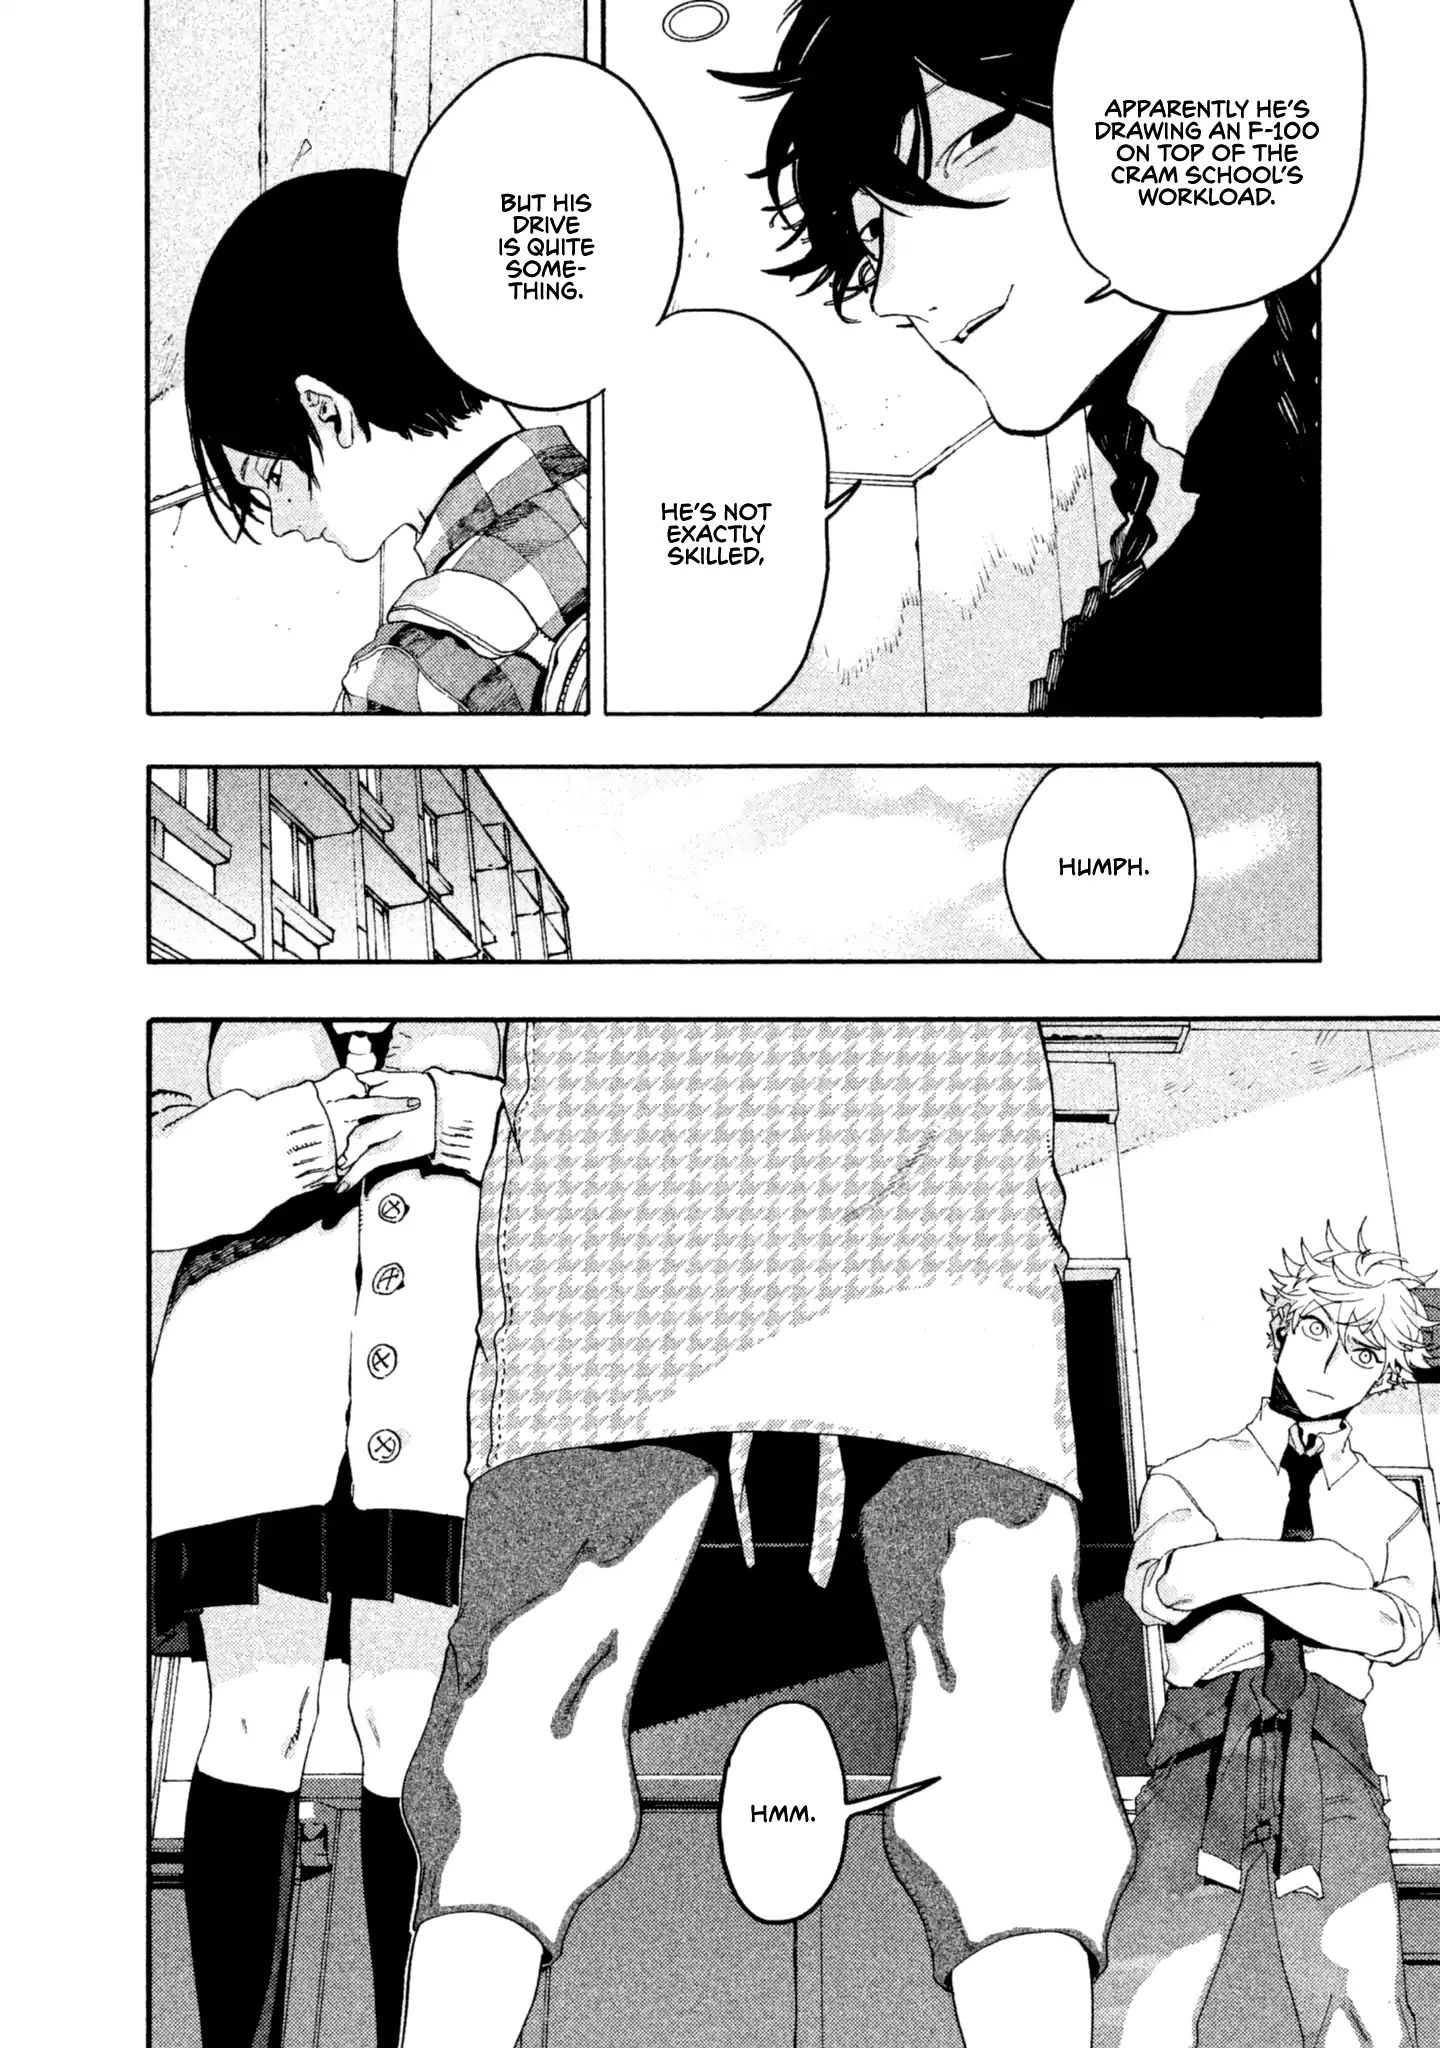 APPARENTLY HE'S
DRAWING AN F-100
ON TOP OF THE
CRAM SCHOOL'S
WORKLOAD.
HE'S NOT
EXACTLY
SKILLED,
BUT HIS
DRIVE
IS QUITE
SOME-
THING.
HUMPH.
HMM.